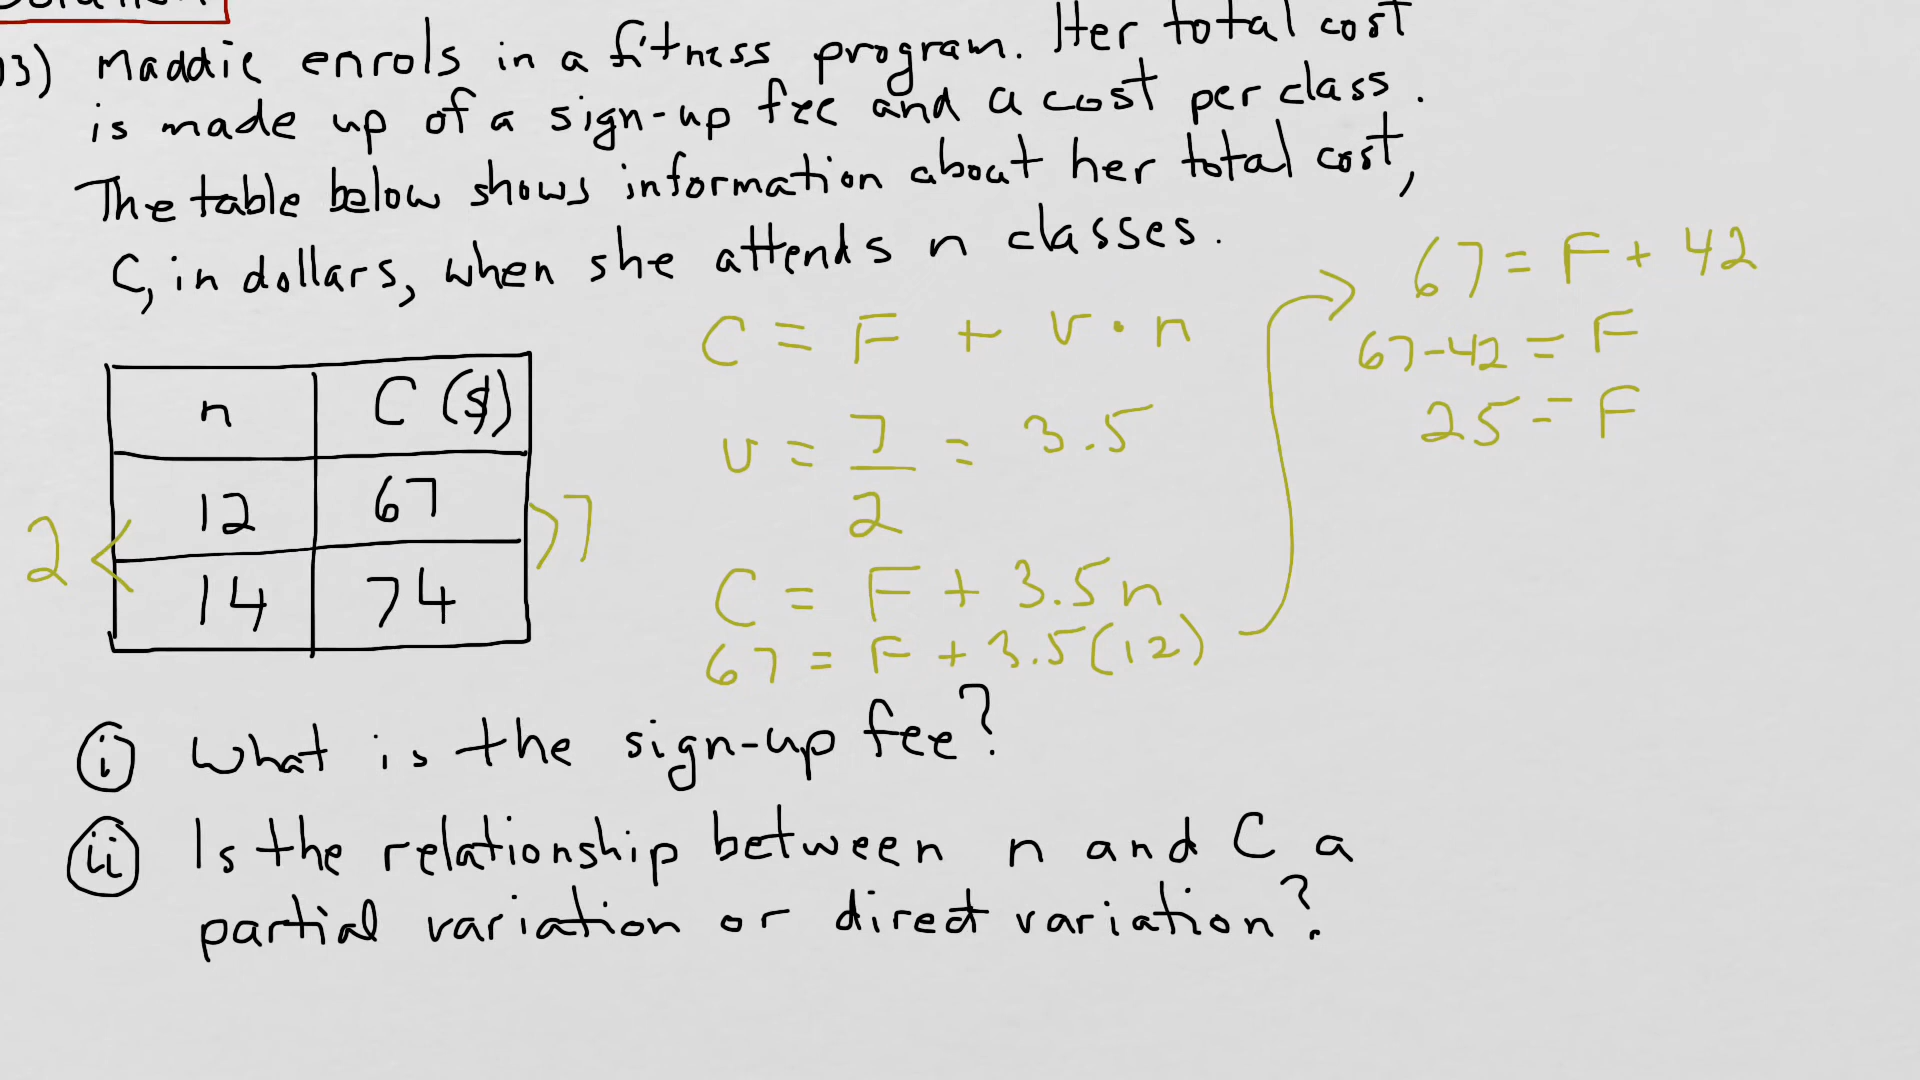 13) Maddie enrols in a fitness program. Her total cost
is made up of a sign-up fee and a cost per class.
The table below shows information about her total cost,
C, in dollars, when she attends n classes.
n C ($)
12 67
14 74
2 < > 7
C = F + v · n
v = 7/2 = 3.5
C = F + 3.5n
67 = F + 3.5(12)
67 = F + 42
67-42 = F
25 = F
i What is the sign-up fee?
ii Is the relationship between n and C a
partial variation or direct variation?